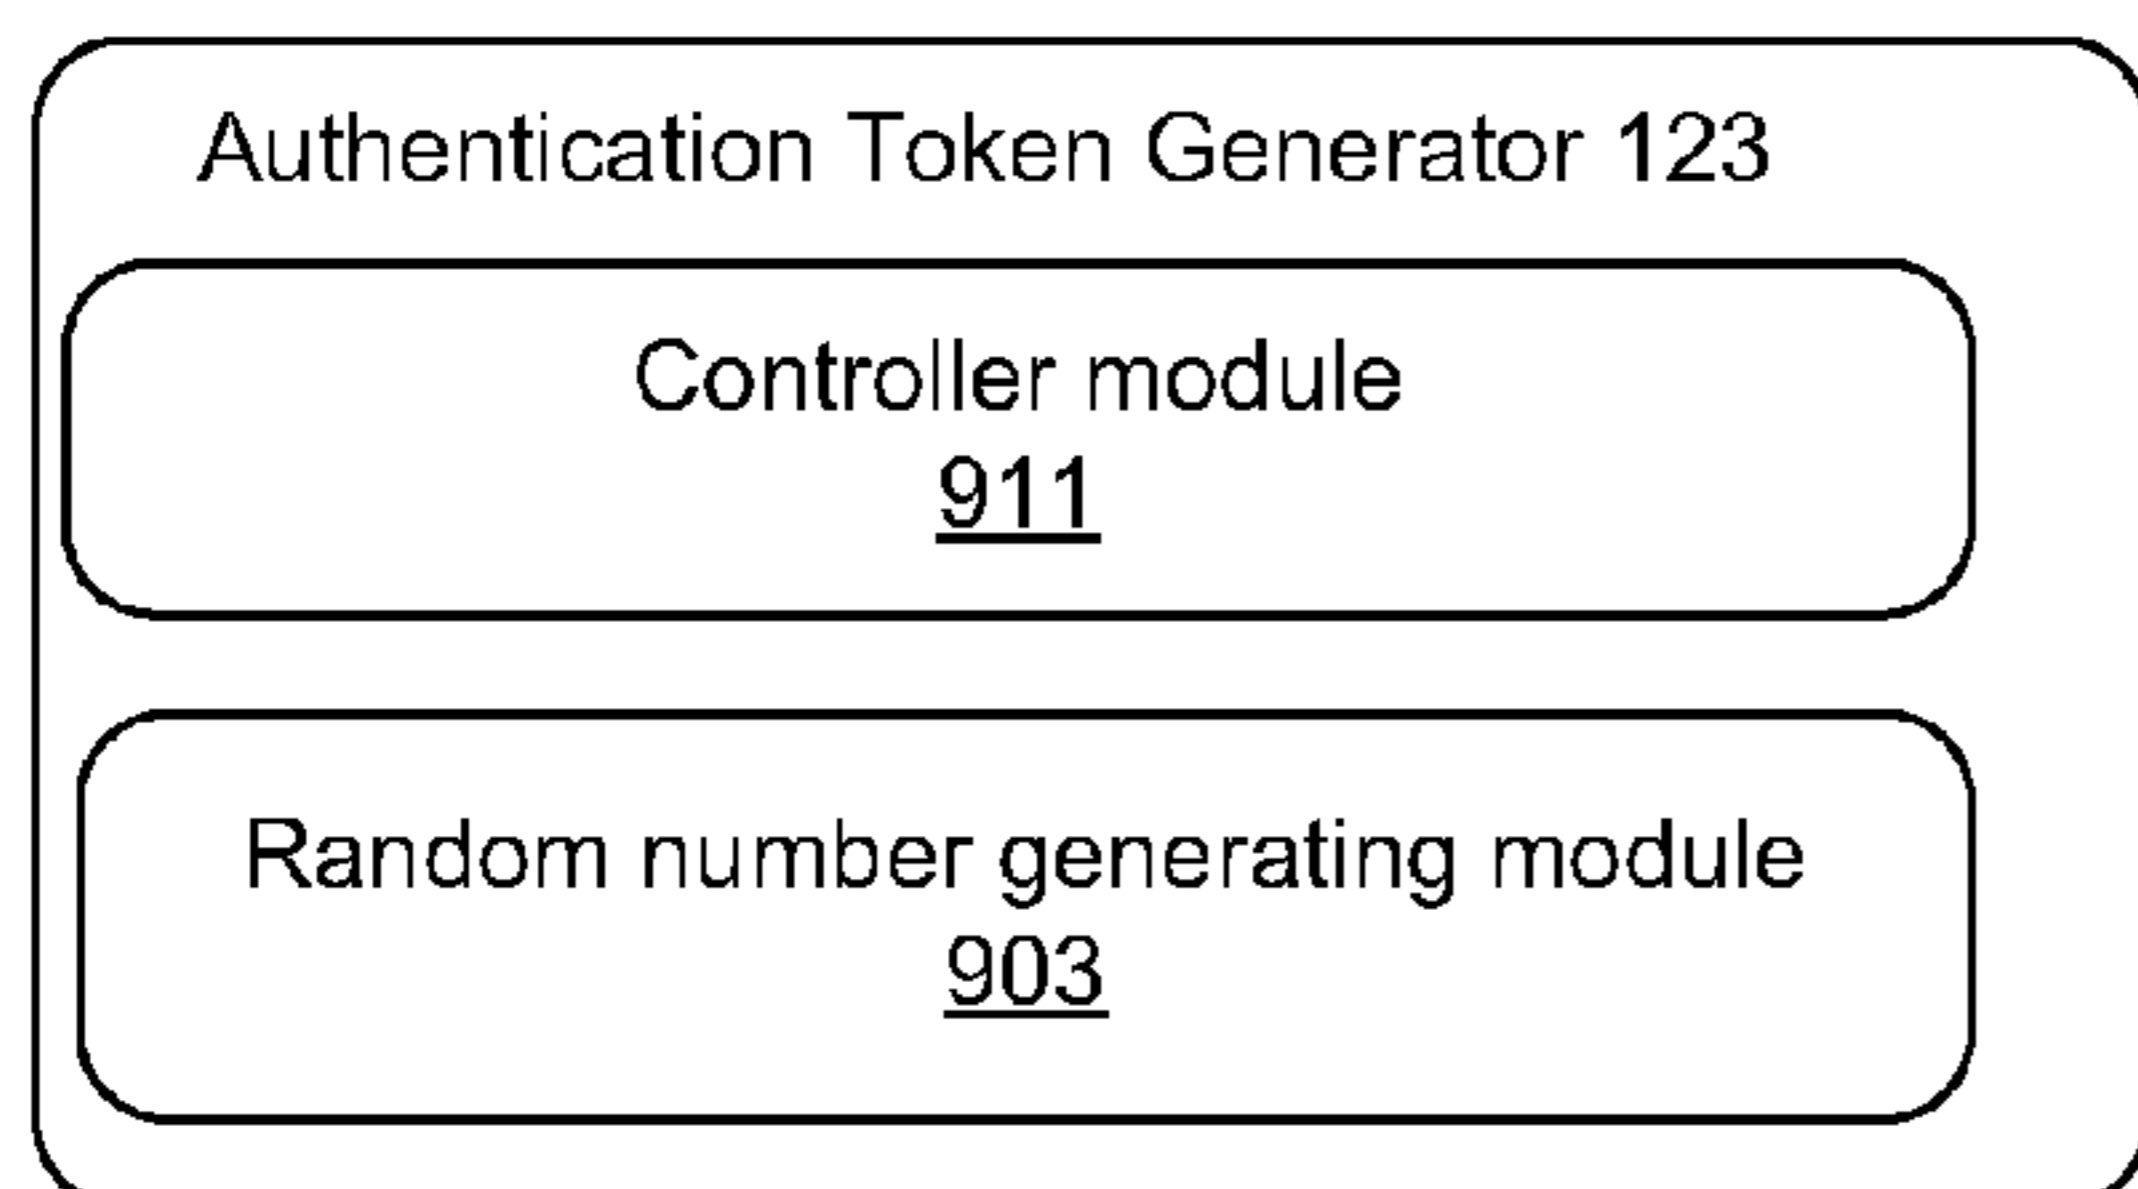 Authentication Token Generator 123
Controller module
911
Random number generating module
903